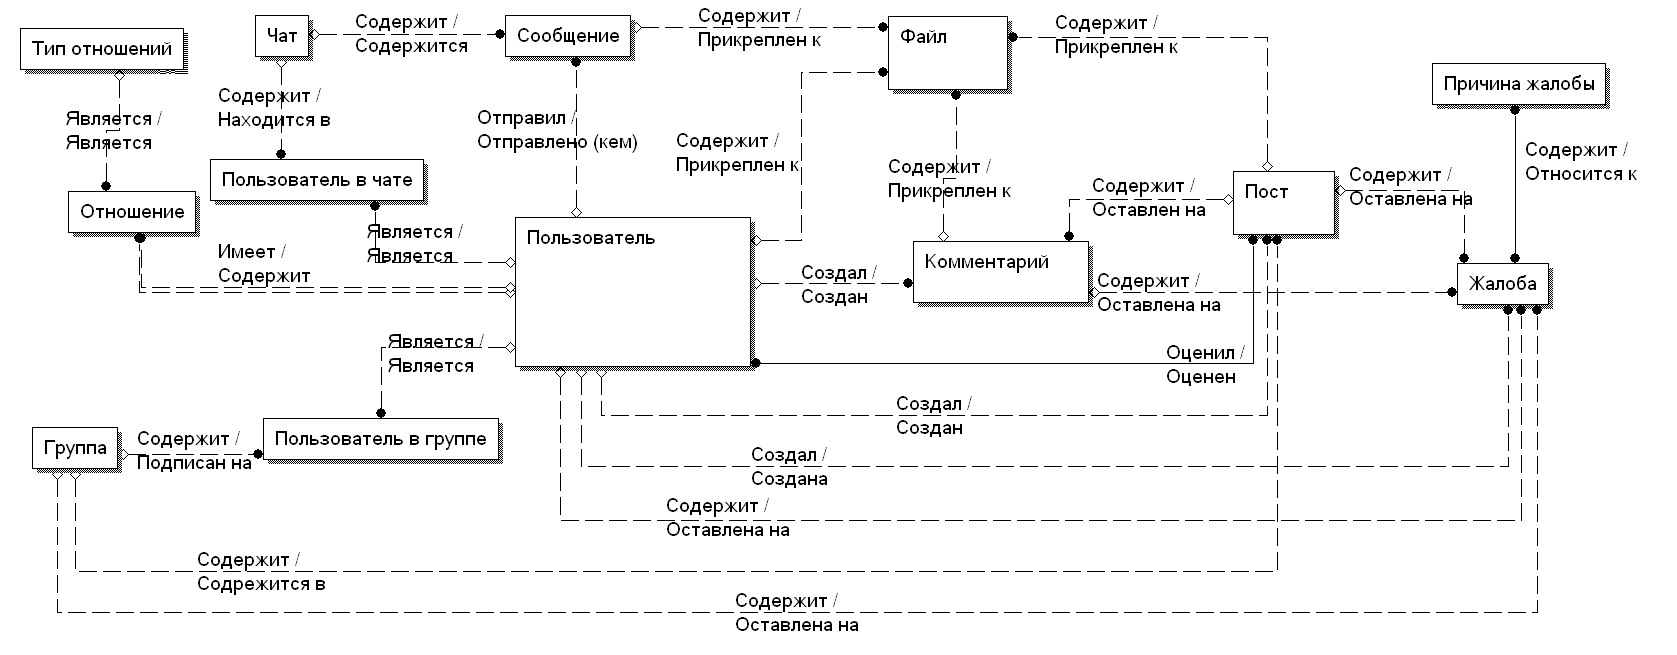 Тип отношений
Является /
Является
Отношение
Чат
Содержит /
Содержится
Сообщение
Содержит /
Прикреплен к
Файл
Содержит /
Прикреплен к
Причина жалобы
Содержит /
Находится в
Отправил /
Отправлено (кем)
Содержит /
Прикреплен к
Содержит /
Прикреплен к
Содержит /
Относится к
Пользователь в чате
Является /
Является
Имеет /
Содержит
Пользователь
Содержит /
Оставлен на
Пост
Содержит /
Оставлена на
Создал /
Создан
Комментарий
Содержит /
Оставлена на
Жалоба
Является /
Является
Оценил /
Оценен
Группа
Содержит /
Подписан на
Пользователь в группе
Создал /
Создан
Создал /
Создана
Содержит /
Оставлена на
Содержит /
Содрежится в
Содержит /
Оставлена на